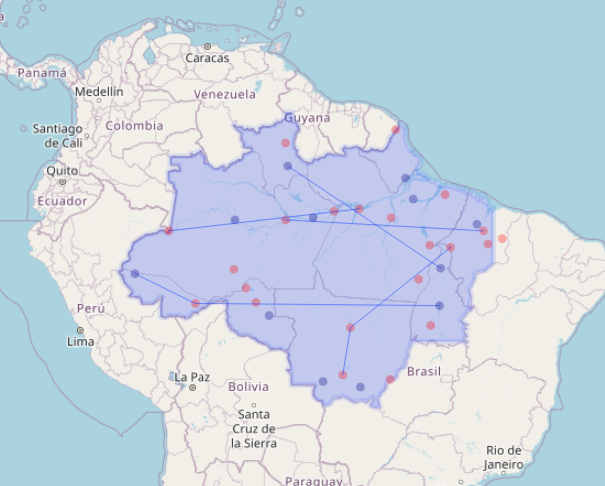 Caracas
Panamá
Medellín
Venezuela
Guyana
Santiago
de Cali
Colombia
Quito
Ecuador
Perú
Lima
La Paz
Bolivia
Brasil
Santa
Cruz de
la Sierra
Rio de
Janeiro
Paraguay